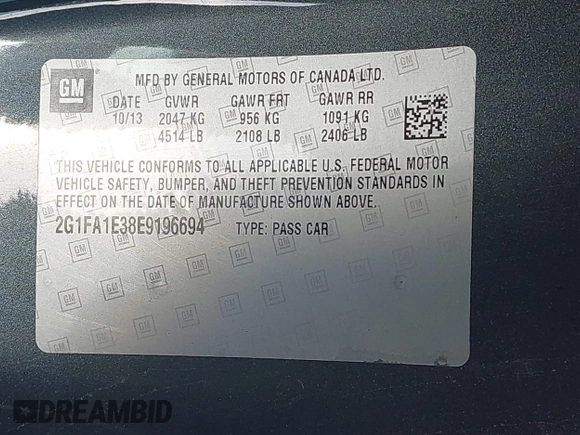 GM
MFD BY GENERAL MOTORS OF CANADA LTD.
DATE GVWR GAWR FRT GAWR RR
10/13 2047 KG 956 KG 1091 KG
4514 LB 2108 LB 2406 LB
THIS VEHICLE CONFORMS TO ALL APPLICABLE U.S. FEDERAL MOTOR
VEHICLE SAFETY, BUMPER, AND THEFT PREVENTION STANDARDS IN
EFFECT ON THE DATE OF MANUFACTURE SHOWN ABOVE.
2G1FA1E38E9196694 TYPE: PASS CAR
DREAMBID